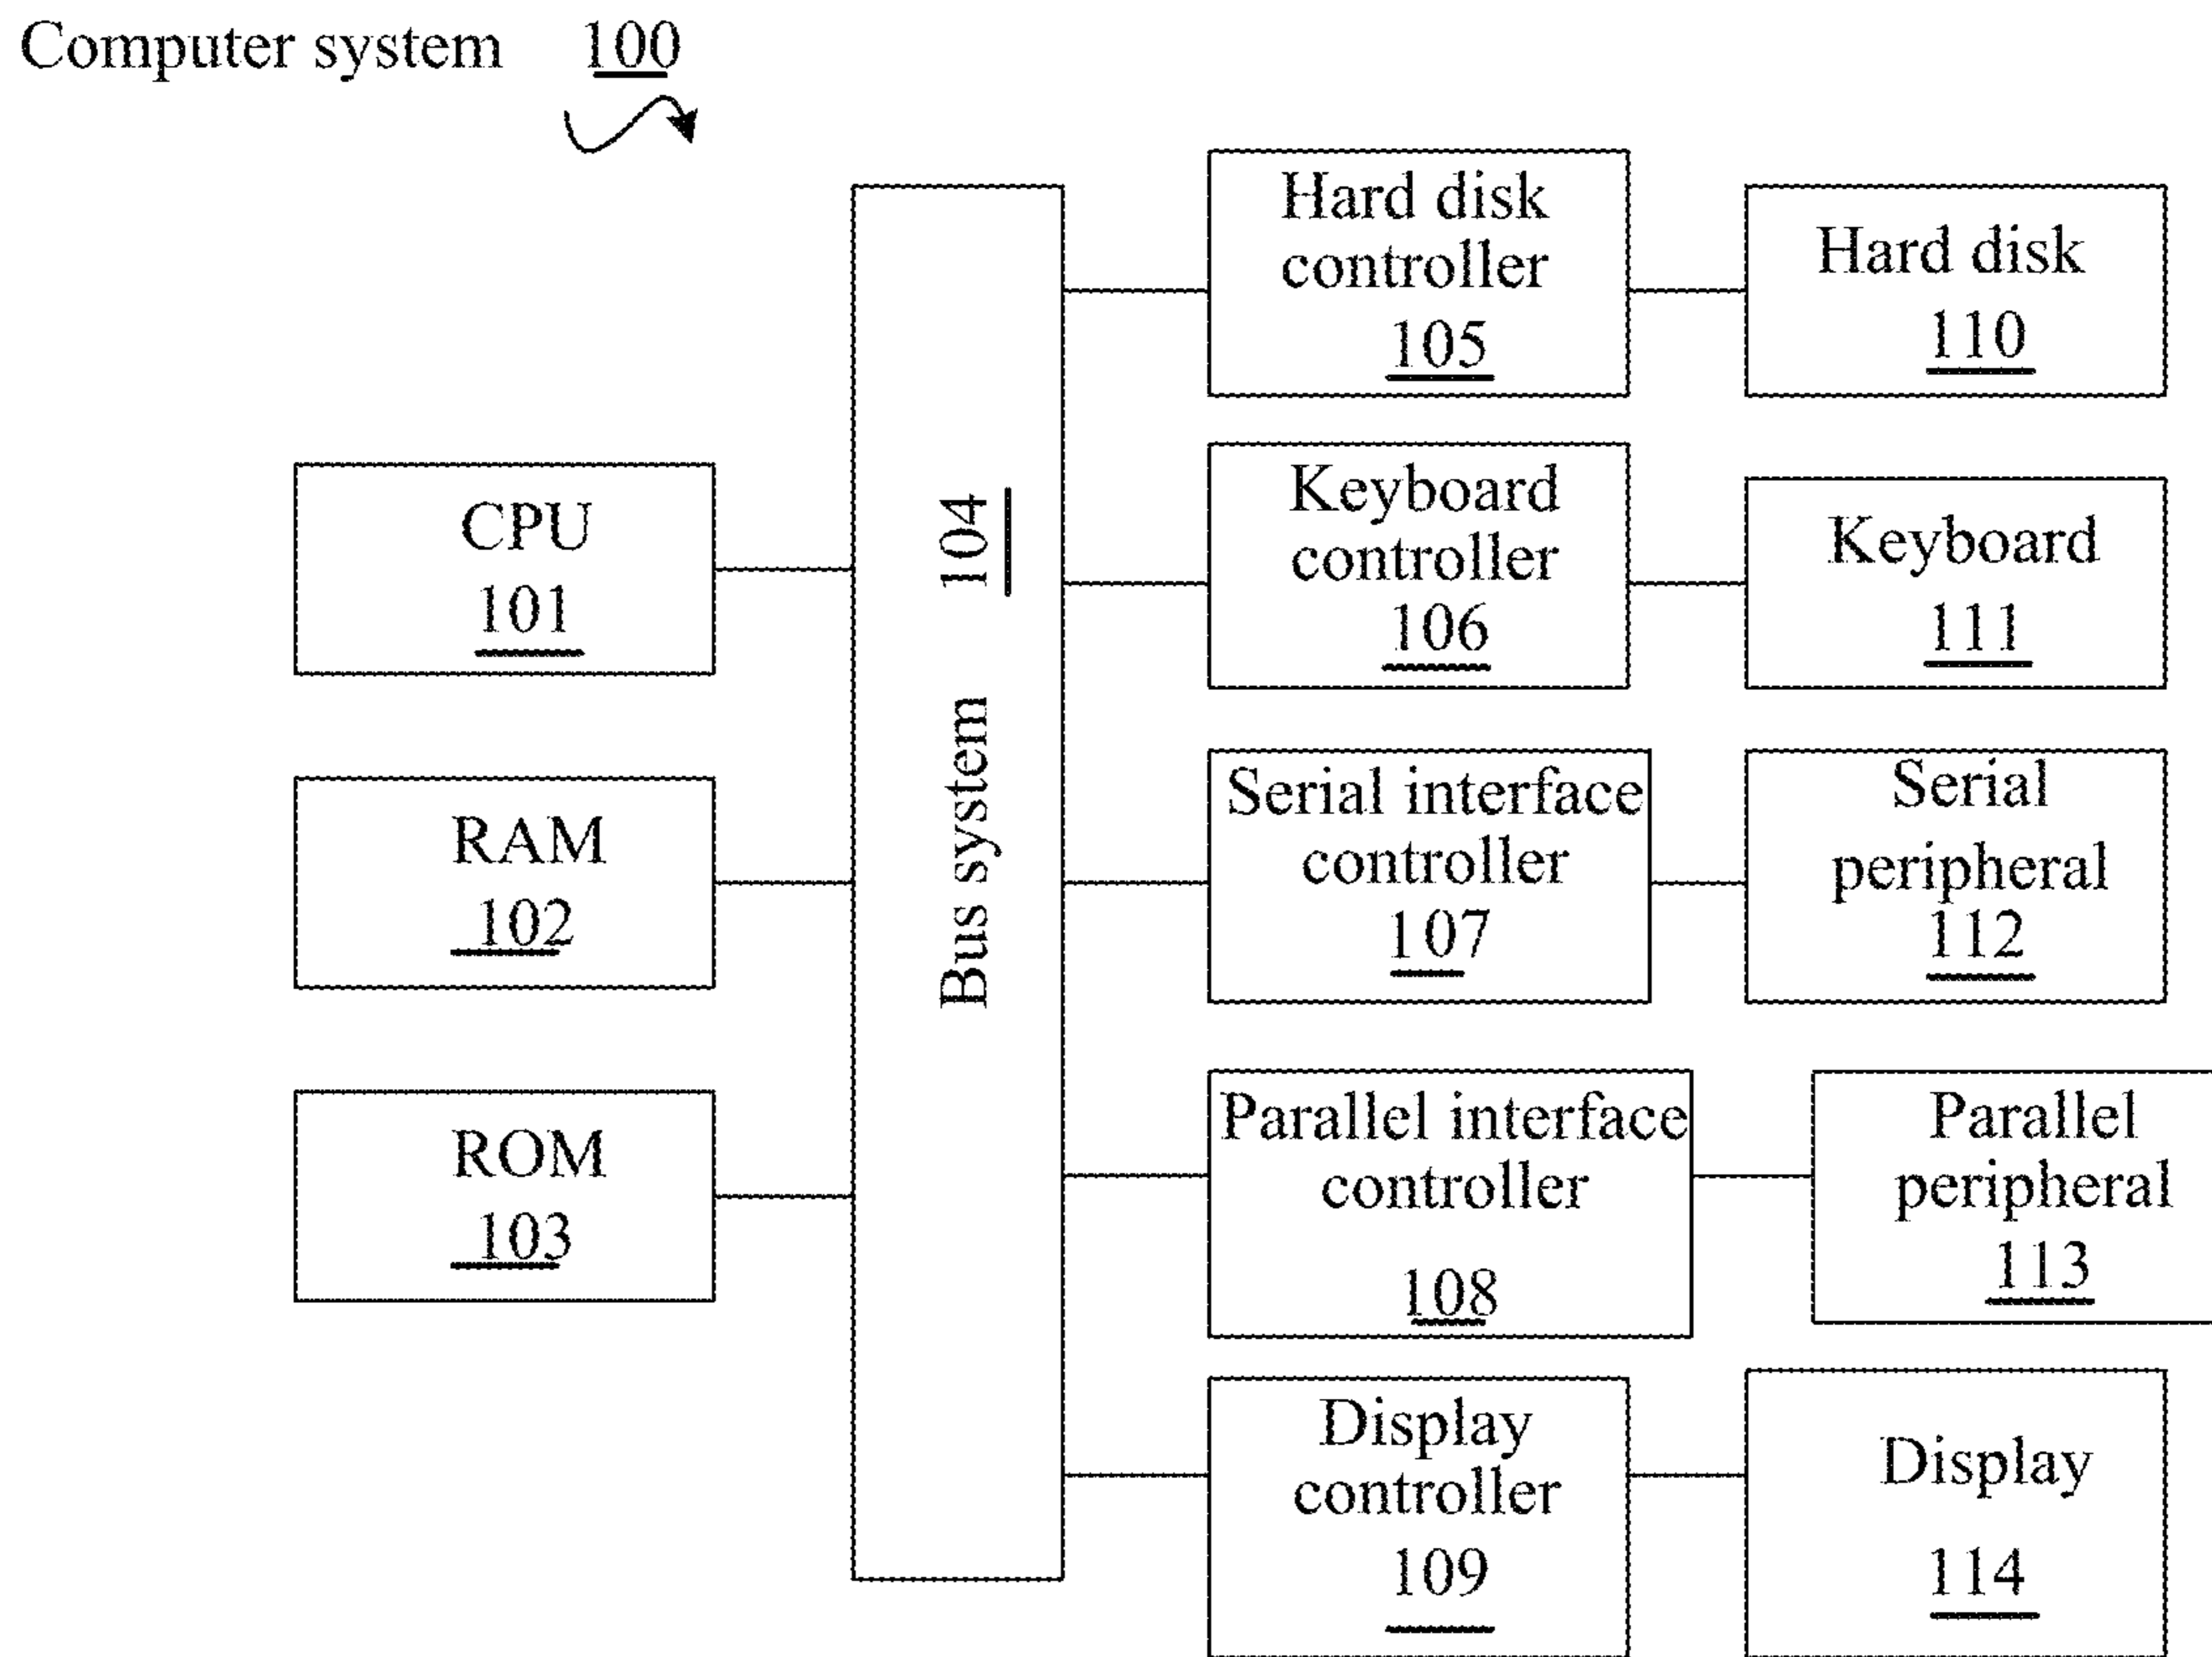 Computer system 100
CPU
101
RAM
102
ROM
103
Bus system 104
Hard disk
controller
105
Hard disk
110
Keyboard
controller
106
Keyboard
111
Serial interface
controller
107
Serial
peripheral
112
Parallel interface
controller
108
Parallel
peripheral
113
Display
controller
109
Display
114